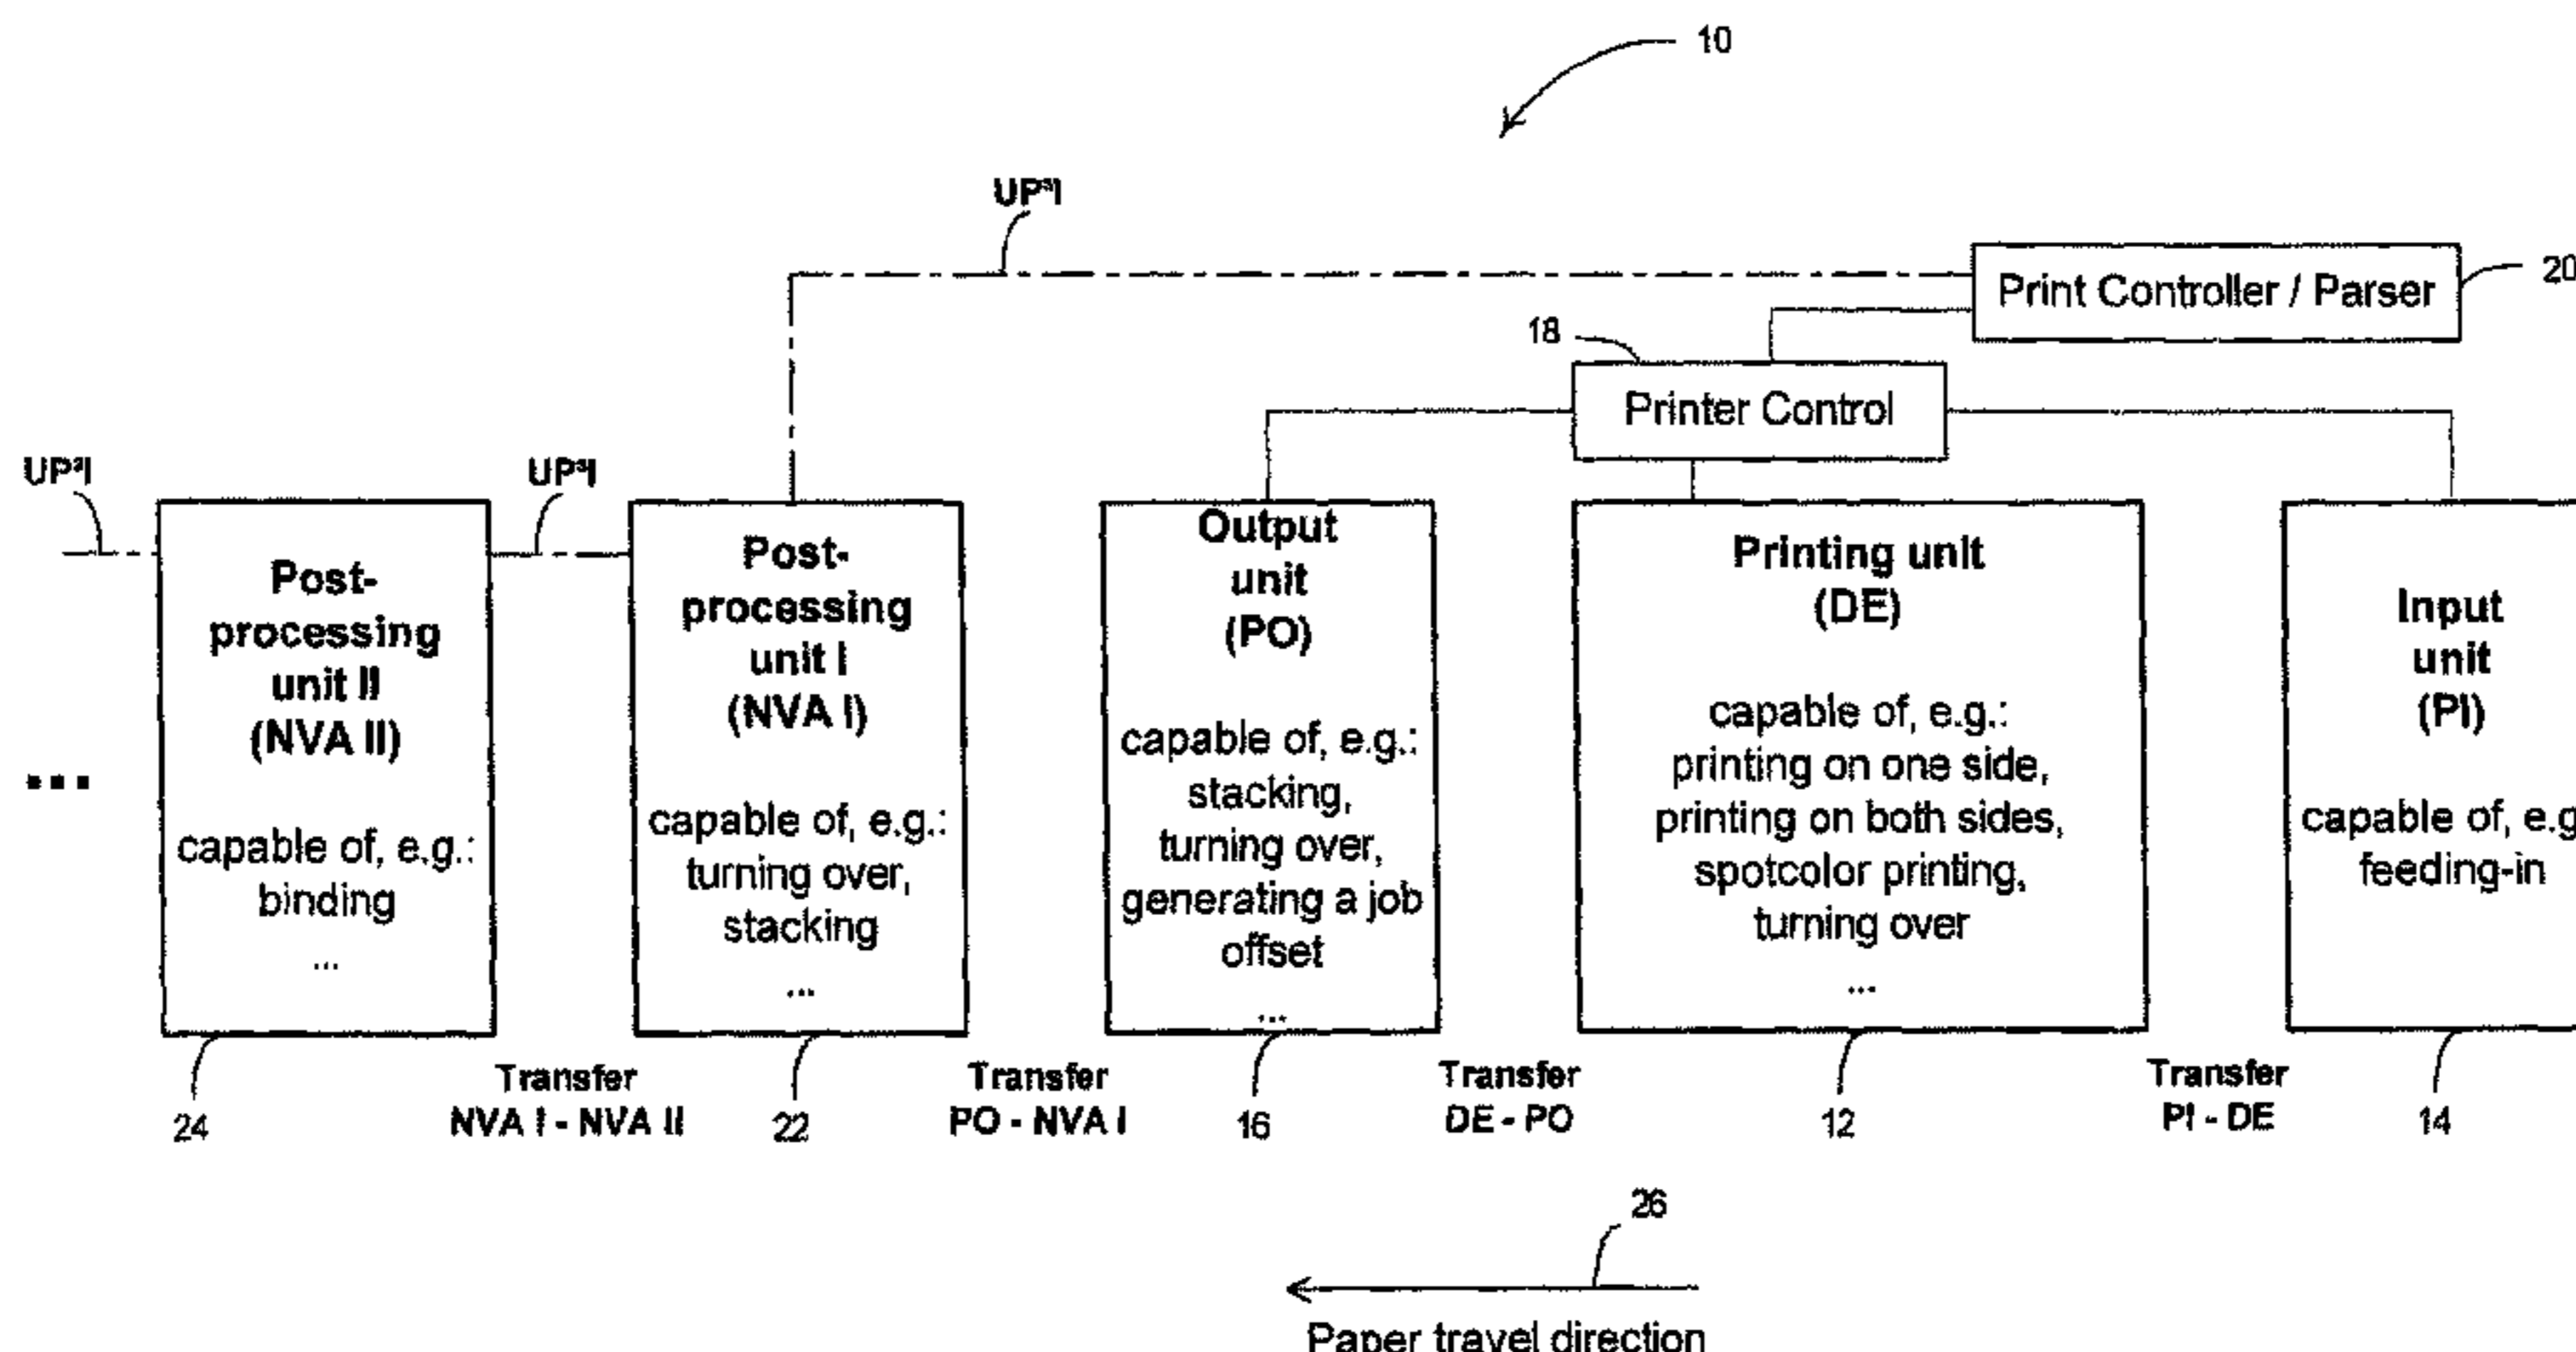 10
UP³I
Print Controller / Parser
20
18
Printer Control
UP³I
UP³I
Post-
processing
unit II
(NVA II)
capable of, e.g.:
binding
...
Post-
processing
unit I
(NVA I)
capable of, e.g.:
turning over,
stacking
...
Output
unit
(PO)
capable of, e.g.:
stacking,
turning over,
generating a job
offset
...
Printing unit
(DE)
capable of, e.g.:
printing on one side,
printing on both sides,
spotcolor printing,
turning over
...
Input
unit
(PI)
capable of, e.g
feeding-in
...
24
Transfer
NVA I - NVA II
22
Transfer
PO - NVA I
16
Transfer
DE - PO
12
Transfer
PI - DE
14
26
Paper travel direction